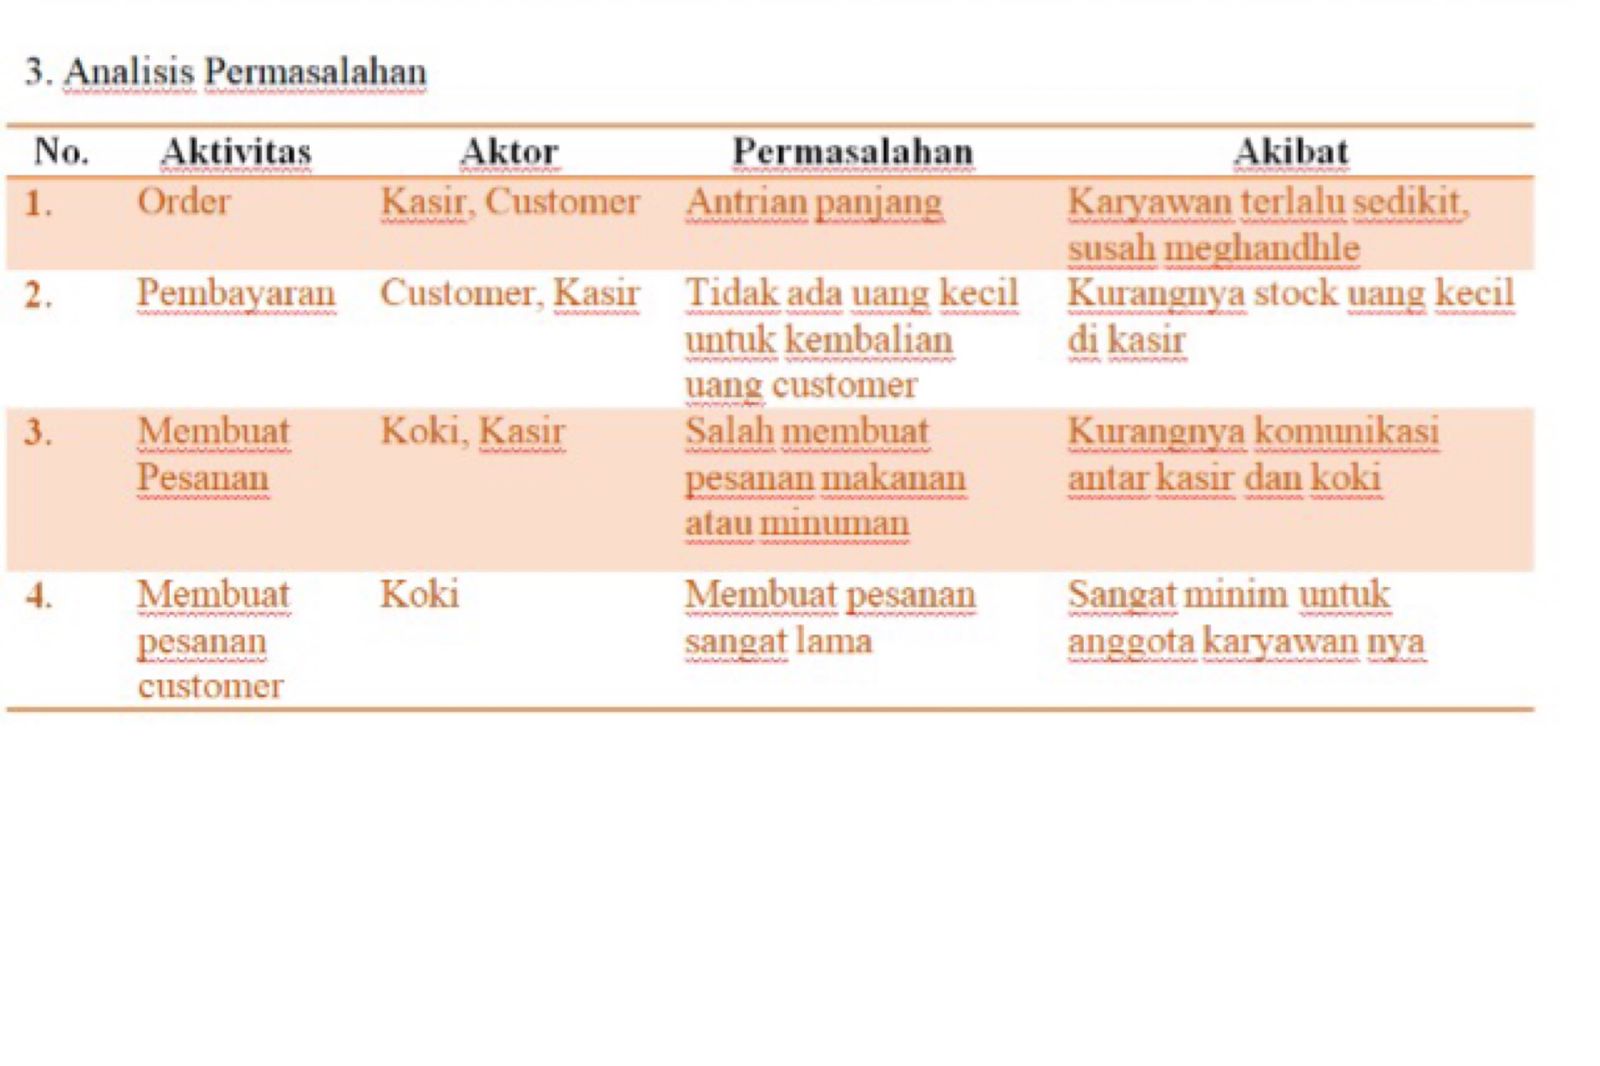 3. Analisis Permasalahan
No. Aktivitas Aktor Permasalahan Akibat
1. Order Kasir, Customer Antrian panjang Karyawan terlalu sedikit,
susah meghandhle
2. Pembayaran Customer, Kasir Tidak ada uang kecil Kurangnya stock uang kecil
untuk kembalian di kasir
uang customer
3. Membuat Koki, Kasir Salah membuat Kurangnya komunikasi
Pesanan pesanan makanan antar kasir dan koki
atau minuman
4. Membuat Koki Membuat pesanan Sangat minim untuk
pesanan sangat lama anggota karyawan nya
customer